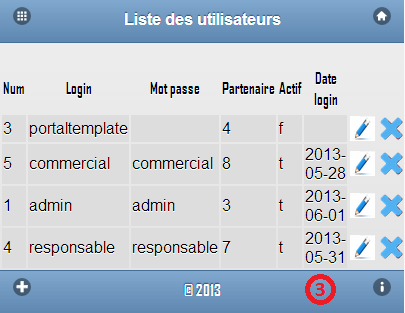 Liste des utilisateurs
Num Login Mot passe Partenaire Actif Date login
3 portaltemplate 4 f
5 commercial commercial 8 t 2013-05-28
1 admin admin 3 t 2013-06-01
4 responsable responsable 7 t 2013-05-31
© 2013 3